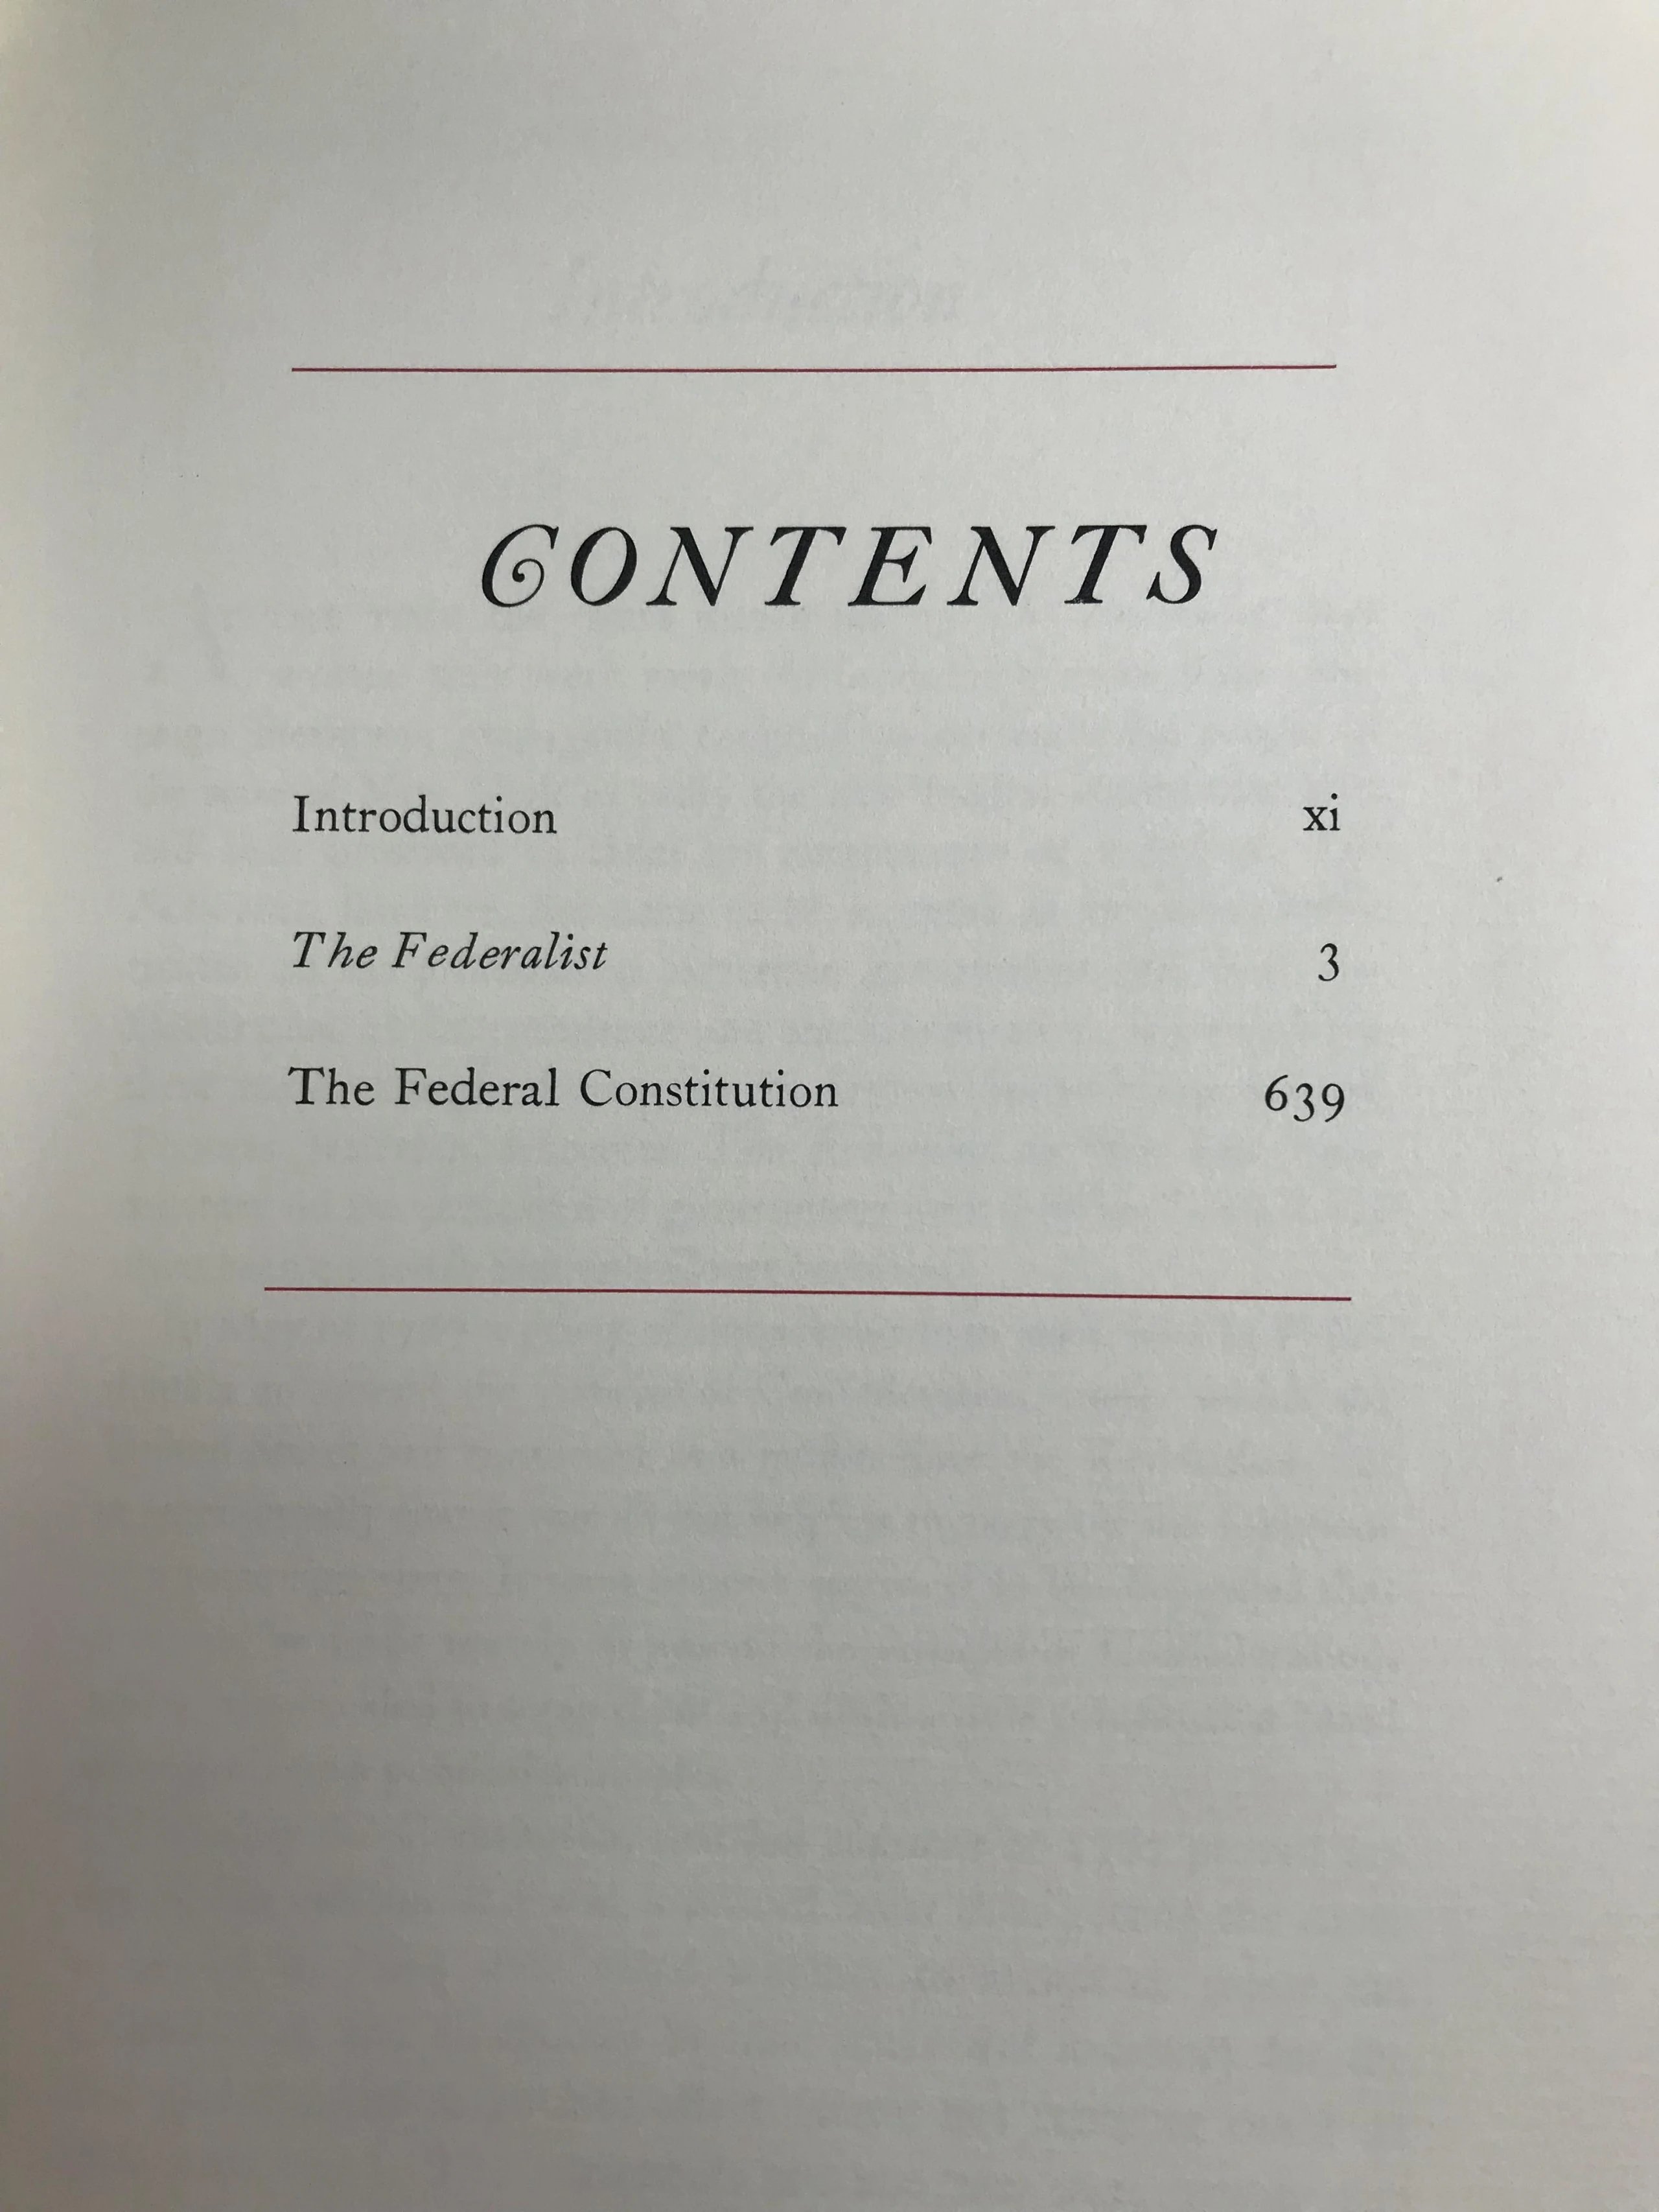 CONTENTS
Introduction xi
The Federalist 3
The Federal Constitution 639